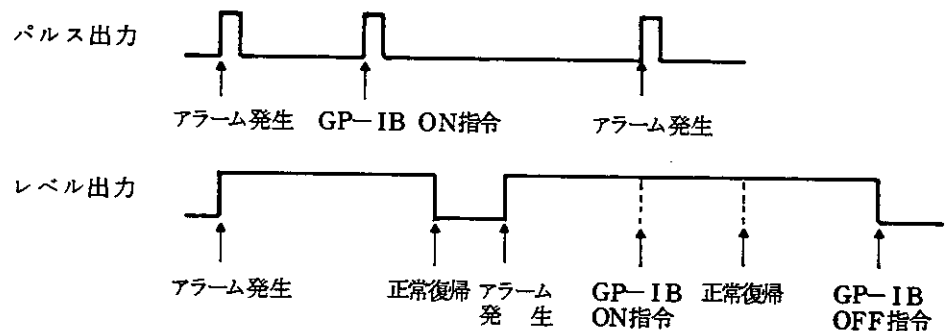 パルス出力
アラーム発生 GP-IB ON指令 アラーム発生
レベル出力
アラーム発生 正常復帰 アラーム GP-IB 正常復帰 GP-IB
発生 ON指令 OFF指令